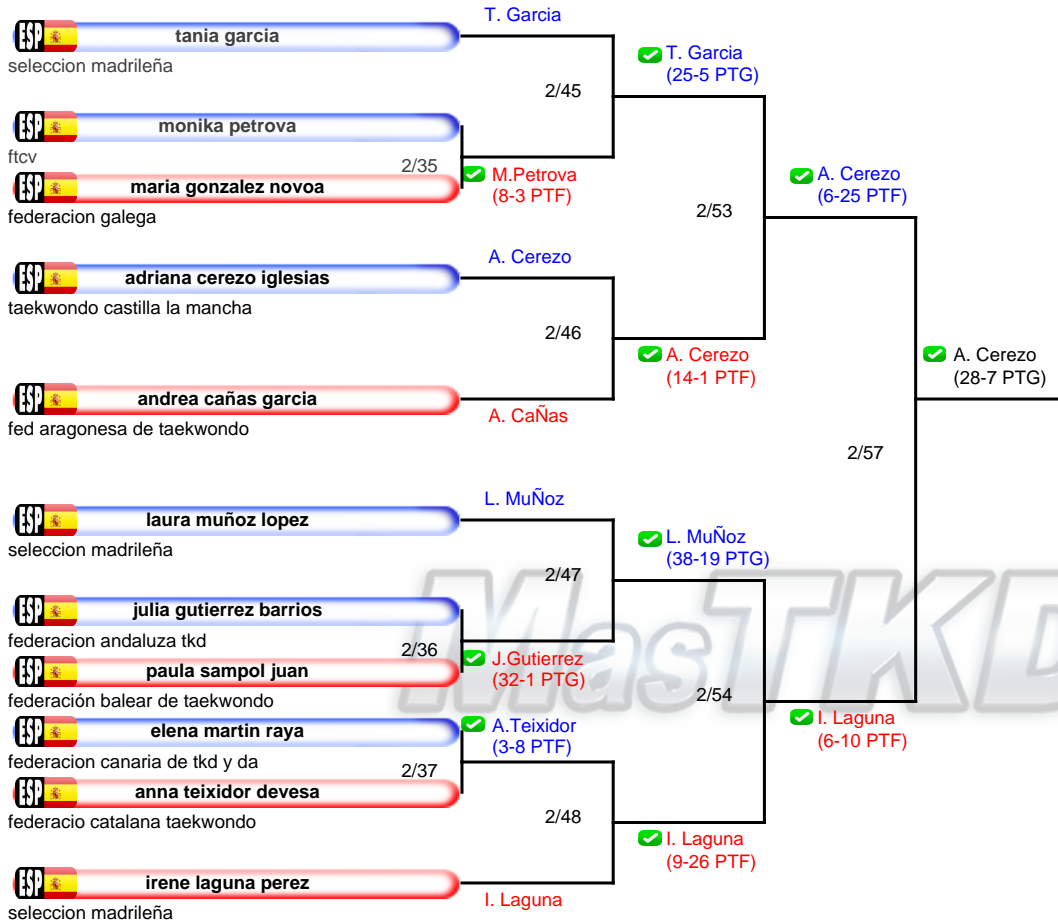 T. Garcia
ESP tania garcia
seleccion madrileña
T. Garcia
(25-5 PTG)
2/45
ESP monika petrova
ftcv
2/35
M.Petrova
(8-3 PTF)
ESP maria gonzalez novoa
federacion galega
A. Cerezo
(6-25 PTF)
2/53
A. Cerezo
ESP adriana cerezo iglesias
taekwondo castilla la mancha
2/46
A. Cerezo
(14-1 PTF)
A. Cerezo
(28-7 PTG)
ESP andrea cañas garcia
A. CaÑas
fed aragonesa de taekwondo
2/57
L. MuÑoz
ESP laura muñoz lopez
seleccion madrileña
L. MuÑoz
(38-19 PTG)
2/47
ESP julia gutierrez barrios
federacion andaluza tkd
2/36
J.Gutierrez
(32-1 PTG)
ESP paula sampol juan
federación balear de taekwondo
2/54
MasTKD
I. Laguna
(6-10 PTF)
ESP elena martin raya
federacion canaria de tkd y da
A.Teixidor
(3-8 PTF)
2/37
ESP anna teixidor devesa
federacio catalana taekwondo
2/48
I. Laguna
(9-26 PTF)
ESP irene laguna perez
I. Laguna
seleccion madrileña